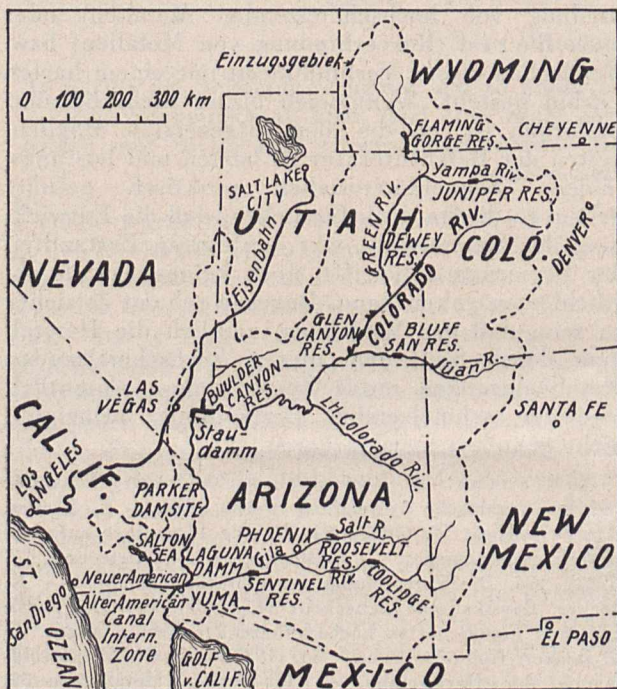 Einzugsgebiet
WYOMING
0 100 200 300 km
FLAMING
GORGE RES.
CHEYENNE
SALT LAKE
CITY
Yampa Riv.
JUNIPER RES.
UTAH
GREEN RIV.
DEWEY
RES.
COLORADO RIV.
COLO.
DENVER
NEVADA
Eisenbahn
GLEN
CANYON
RES.
BLUFF
SAN RES.
Juan R.
BUULDER
CANYON
RES.
LAS
VEGAS
Stau-
damm
Lit. Colorado Riv.
SANTA FE
CALIF.
LOS
ANGELES
PARKER
DAMSITE
ARIZONA
NEW
MEXICO
SALTON
SEA
LAGUNA
DAMM
PHOENIX
Salt R.
ROOSEVELT
RES.
Gila
Riv.
COOLIDGE
RES.
SENTINEL
RES.
ST.
OZEAN
San Diego
Neuer American
Alter American
Canal
Intern.
Zone
YUMA
EL PASO
GOLF
v. CALIF.
MEXICO